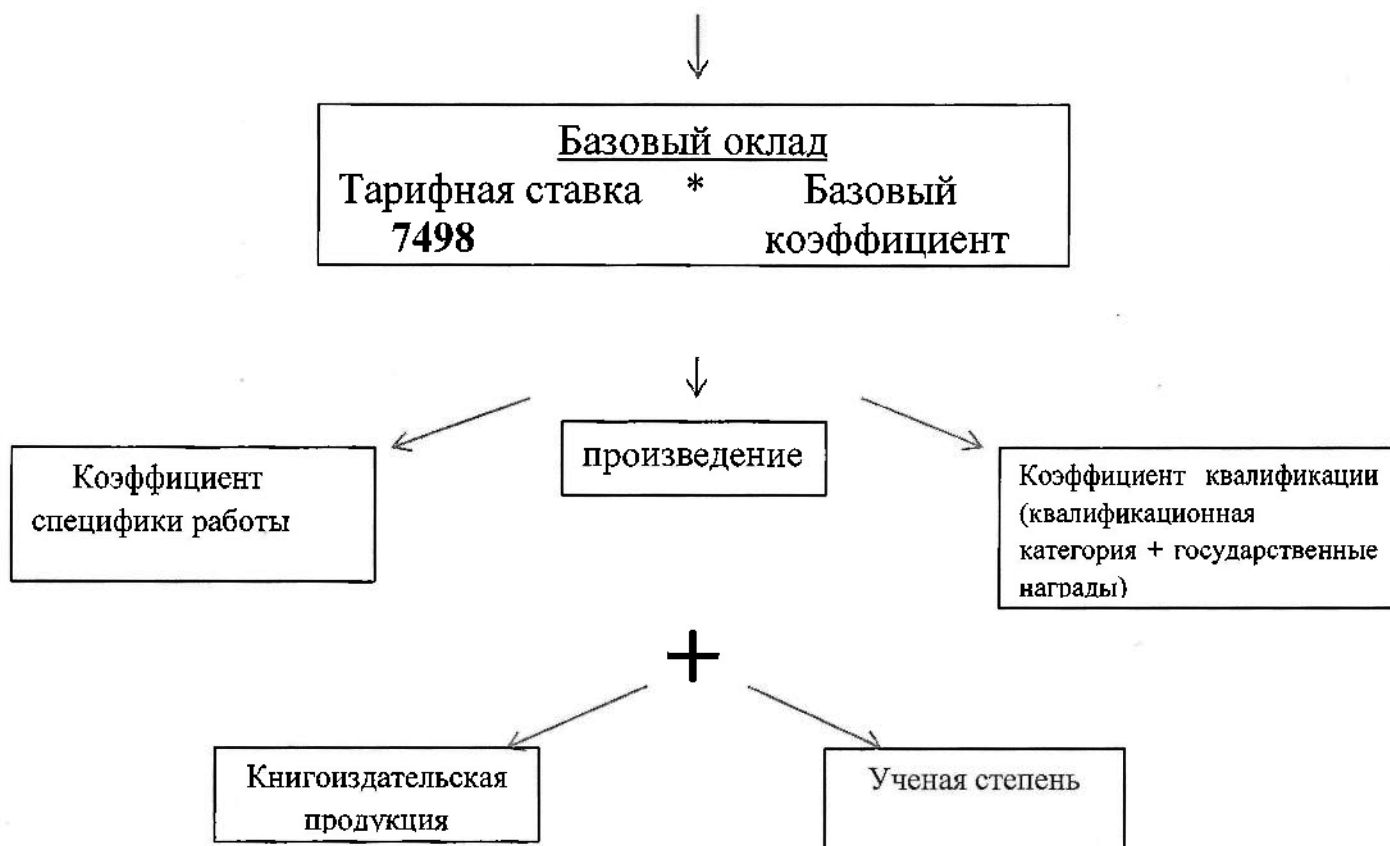 Базовый оклад
Тарифная ставка * Базовый
7498 коэффициент
произведение
Коэффициент
специфики работы
Коэффициент квалификации
(квалификационная
категория + государственные
награды)
+
Книгоиздательская
продукция
Ученая степень